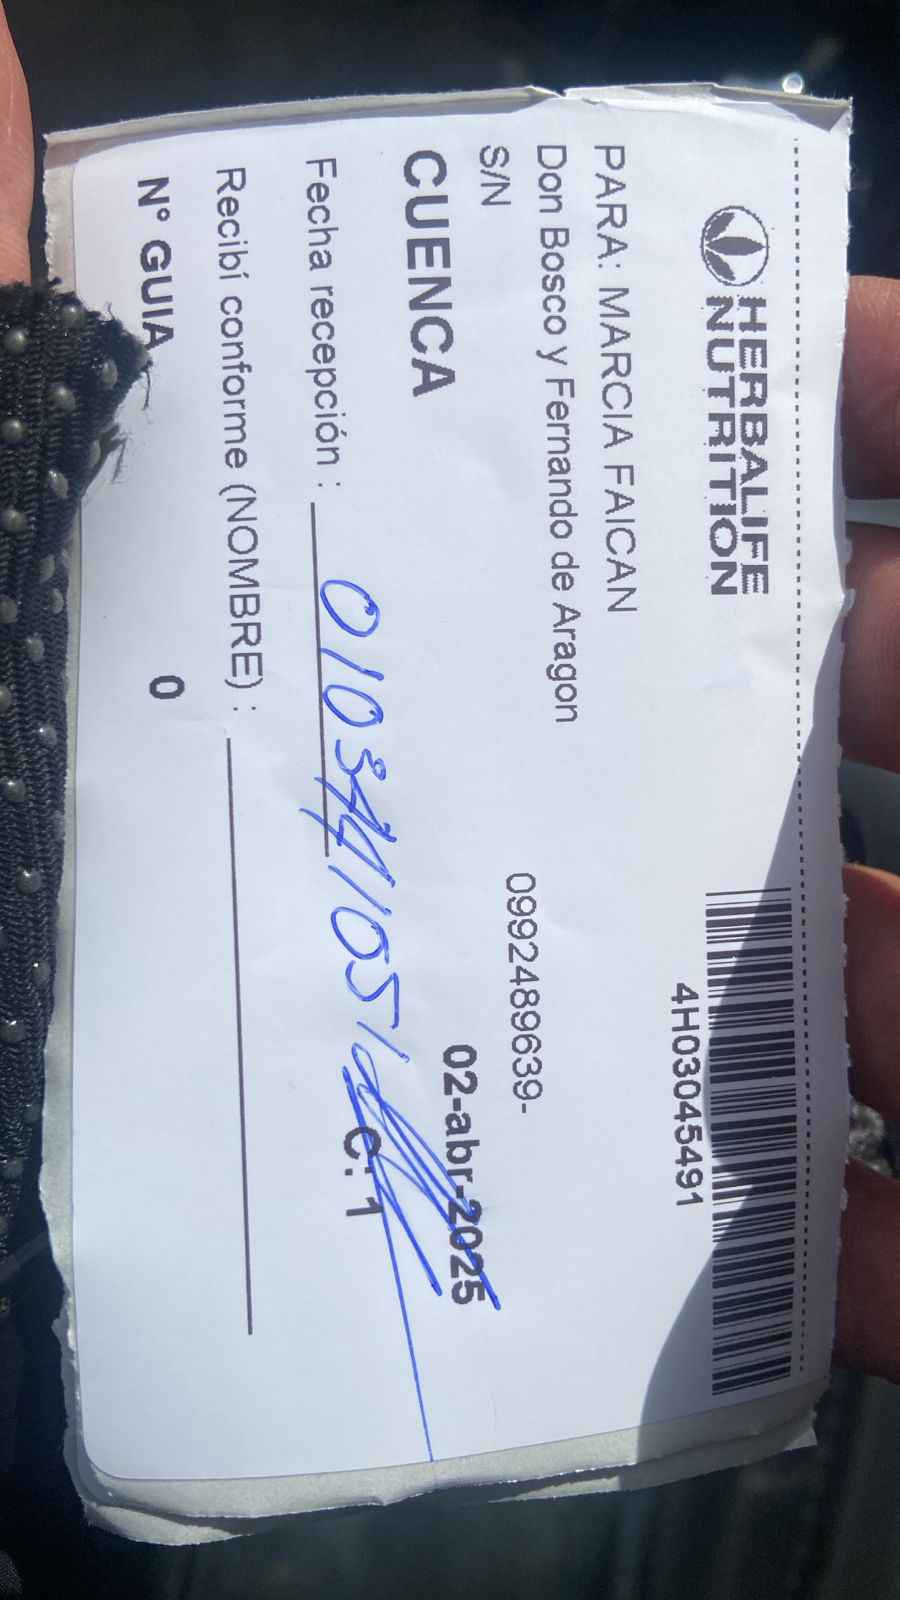 HERBALIFE
NUTRITION
4H03045491
PARA: MARCIA FAICAN
Don Bosco y Fernando de Aragon
S/N
0992489639-
CUENCA
02-abr-2025
Fecha recepción :
C: 1
Recibí conforme (NOMBRE) :
N° GUIA 0